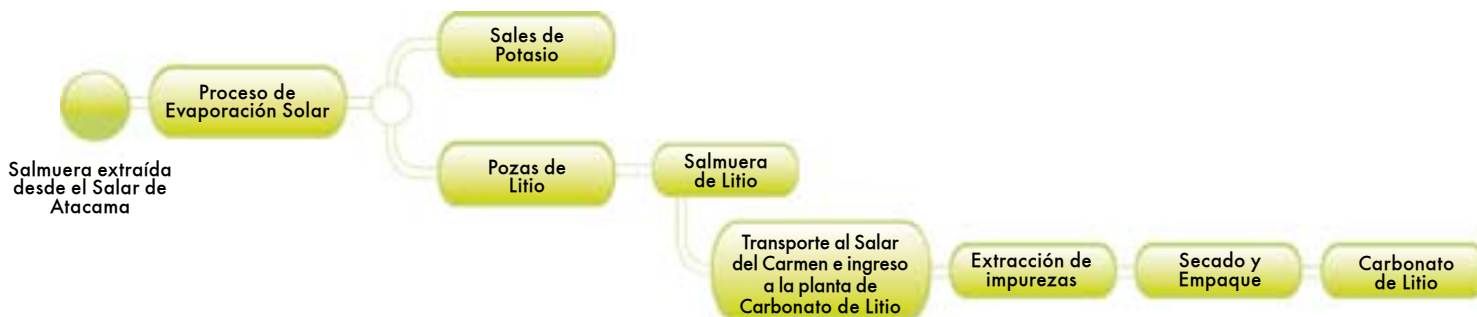 Salmuera extraída
desde el Salar de
Atacama
Proceso de
Evaporación Solar
Sales de
Potasio
Pozas de
Litio
Salmuera
de Litio
Transporte al Salar
del Carmen e ingreso
a la planta de
Carbonato de Litio
Extracción de
impurezas
Secado y
Empaque
Carbonato
de Litio